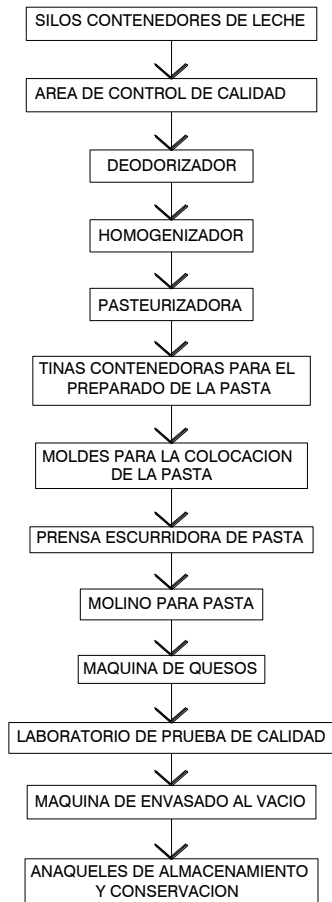 SILOS CONTENEDORES DE LECHE
AREA DE CONTROL DE CALIDAD
DEODORIZADOR
HOMOGENIZADOR
PASTEURIZADORA
TINAS CONTENEDORAS PARA EL
PREPARADO DE LA PASTA
MOLDES PARA LA COLOCACION
DE LA PASTA
PRENSA ESCURRIDORA DE PASTA
MOLINO PARA PASTA
MAQUINA DE QUESOS
LABORATORIO DE PRUEBA DE CALIDAD
MAQUINA DE ENVASADO AL VACIO
ANAQUELES DE ALMACENAMIENTO
Y CONSERVACION